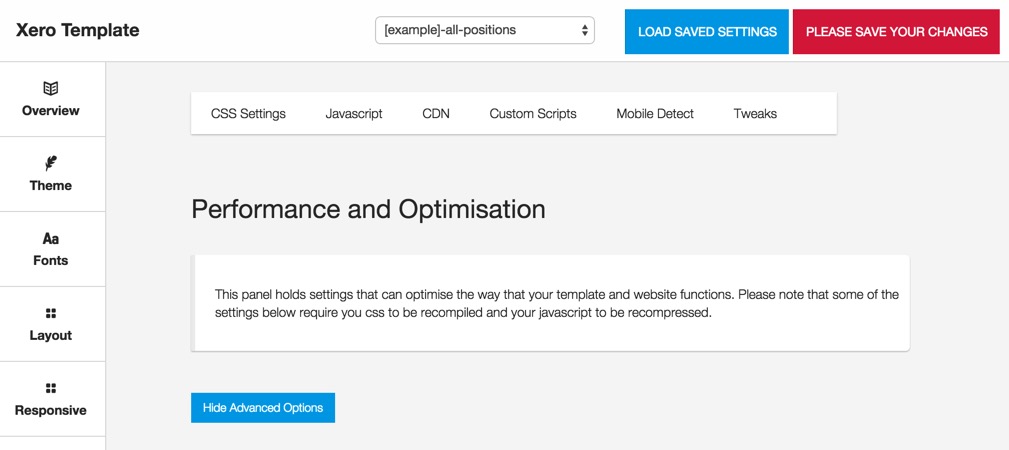 Xero Template
[example]-all-positions
LOAD SAVED SETTINGS
PLEASE SAVE YOUR CHANGES
Overview
Theme
Aa
Fonts
Layout
Responsive
CSS Settings
Javascript
CDN
Custom Scripts
Mobile Detect
Tweaks
Performance and Optimisation
This panel holds settings that can optimise the way that your template and website functions. Please note that some of the
settings below require you css to be recompiled and your javascript to be recompressed.
Hide Advanced Options